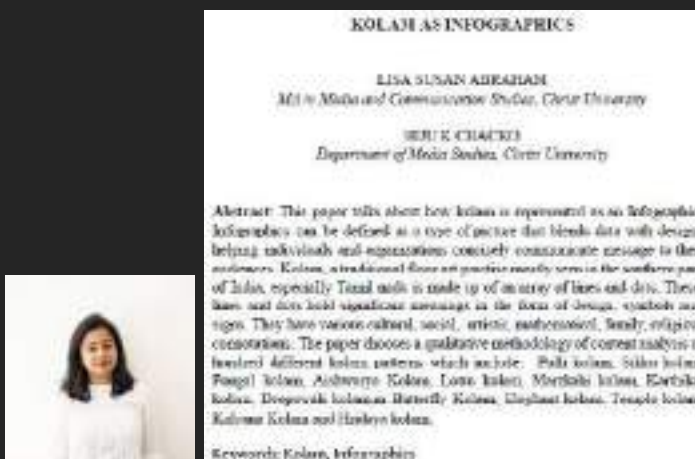 KOLAM AS INFOGRAPHICS
LISA SUSAN ABRAHAM
MA in Media and Communication Studies, Christ University
BIJU K CHACKO
Department of Media Studies, Christ University
Abstract: This paper talks about how kolam is represented as an Infographic
Infographics can be defined as a type of picture that blends data with design
helping individuals and organizations concisely communicate message to their
audiences. Kolam, a traditional floor art practice mostly seen in the southern part
of India, especially Tamil nadu is made up of an array of lines and dots. These
lines and dots hold significant meanings in the form of design, symbols and
signs. They have various cultural, social, artistic, mathematical, family, religious
connotations. The paper chooses a qualitative methodology of content analysis of
hundred different kolam patterns which include: Pulli kolam, Sikku kolam
Pongal kolam, Aishwarya Kolam, Lotus kolam, Margazhi kolam, Karthikai
kolam, Deepavali kolam, Butterfly Kolam, Elephant kolam, Temple kolam
Kolam and Hridaya kolam.
Keywords: Kolam, Infographics